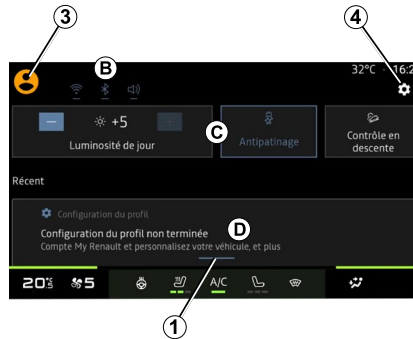 3
4
B
32°C 16:2
+5
Luminosité de jour
C
Antipatinage
Contrôle en
descente
Récent
Configuration du profil
Configuration du profil non terminée
D
Compte My Renault et personnalisez votre véhicule, et plus
20°5 5 A/C
1